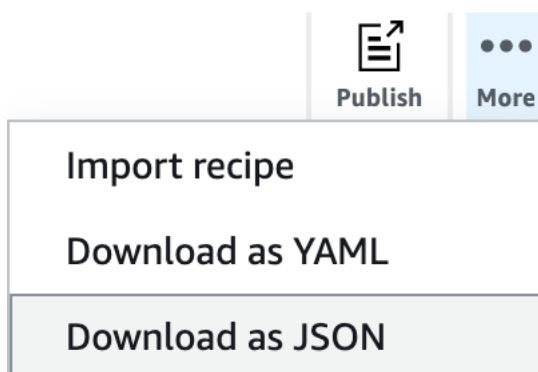 Publish
More
Import recipe
Download as YAML
Download as JSON